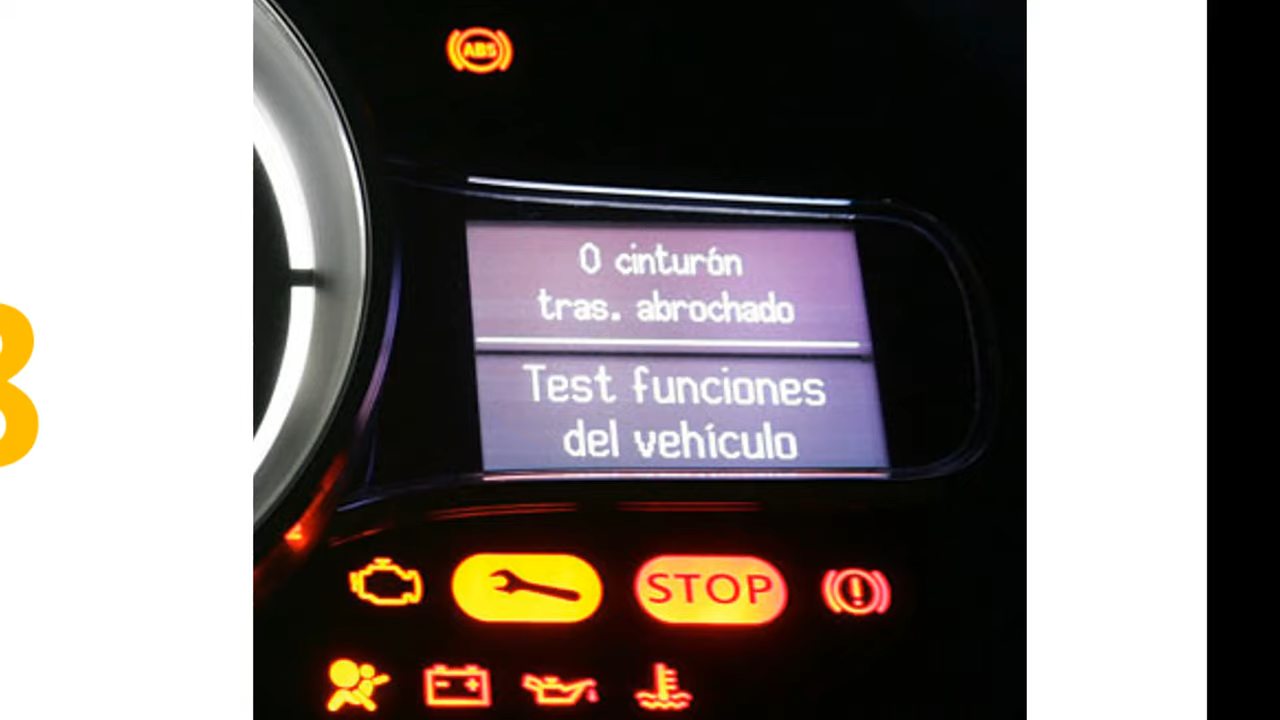 ABS
0 cinturón
tras. abrochado
Test funciones
del vehículo
STOP